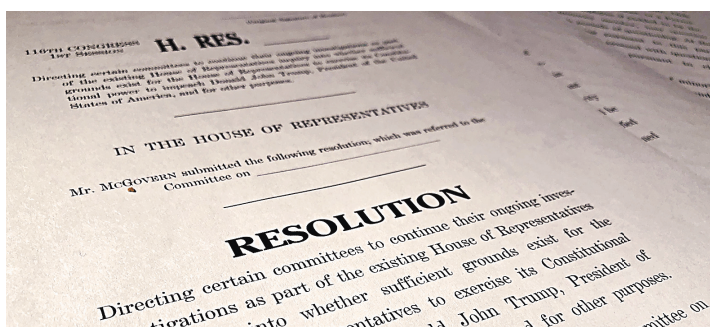 116TH CONGRESS
1ST SESSION
H. RES.
Directing certain committees to continue their ongoing investigations as part
of the existing House of Representatives inquiry into whether sufficient
grounds exist for the House of Representatives to exercise its Constitu-
tional power to impeach Donald John Trump, President of the United
States of America, and for other purposes.
IN THE HOUSE OF REPRESENTATIVES
Mr. MCGOVERN submitted the following resolution; which was referred to the
Committee on
RESOLUTION
Directing certain committees to continue their ongoing inves-
tigations as part of the existing House of Representatives
into whether sufficient grounds exist for the
entatives to exercise its Constitutional
John Trump, President of
for other purposes.
mittee on